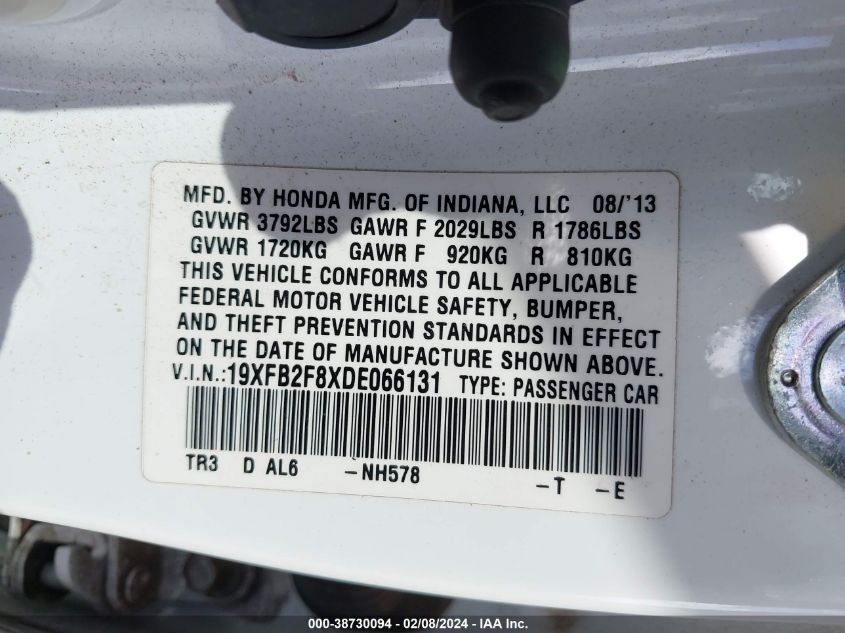 MFD. BY HONDA MFG. OF INDIANA, LLC 08/'13
GVWR 3792LBS GAWR F 2029LBS R 1786LBS
GVWR 1720KG GAWR F 920KG R 810KG
THIS VEHICLE CONFORMS TO ALL APPLICABLE
FEDERAL MOTOR VEHICLE SAFETY, BUMPER,
AND THEFT PREVENTION STANDARDS IN EFFECT
ON THE DATE OF MANUFACTURE SHOWN ABOVE.
V.I.N.:19XFB2F8XDE066131 TYPE: PASSENGER CAR
TR3 D AL6 -NH578 -T -E
000-38730094 - 02/08/2024 - IAA Inc.